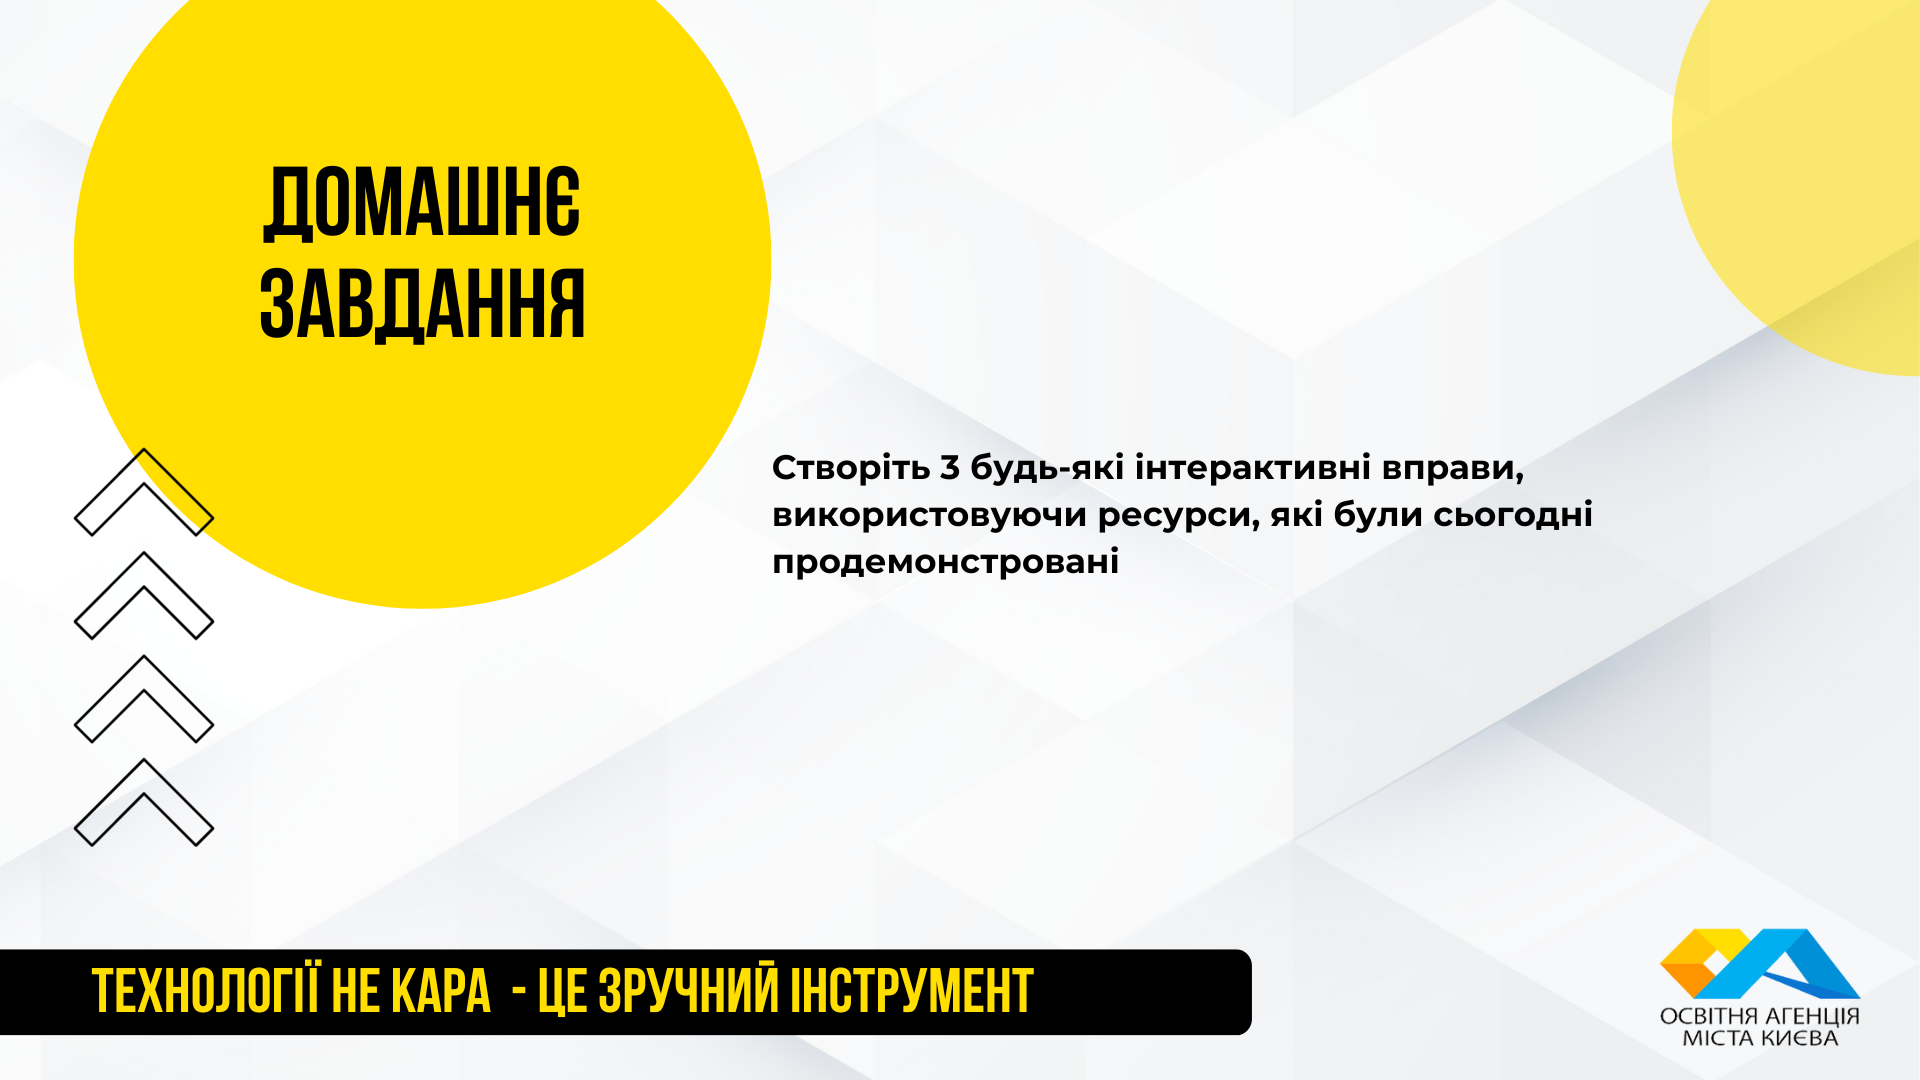 ДОМАШНЄ
ЗАВДАННЯ
Створіть 3 будь-які інтерактивні вправи,
використовуючи ресурси, які були сьогодні
продемонстровані
ТЕХНОЛОГІЇ НЕ КАРА - ЦЕ ЗРУЧНИЙ ІНСТРУМЕНТ
ОСВІТНЯ АГЕНЦІЯ
МІСТА КИЄВА